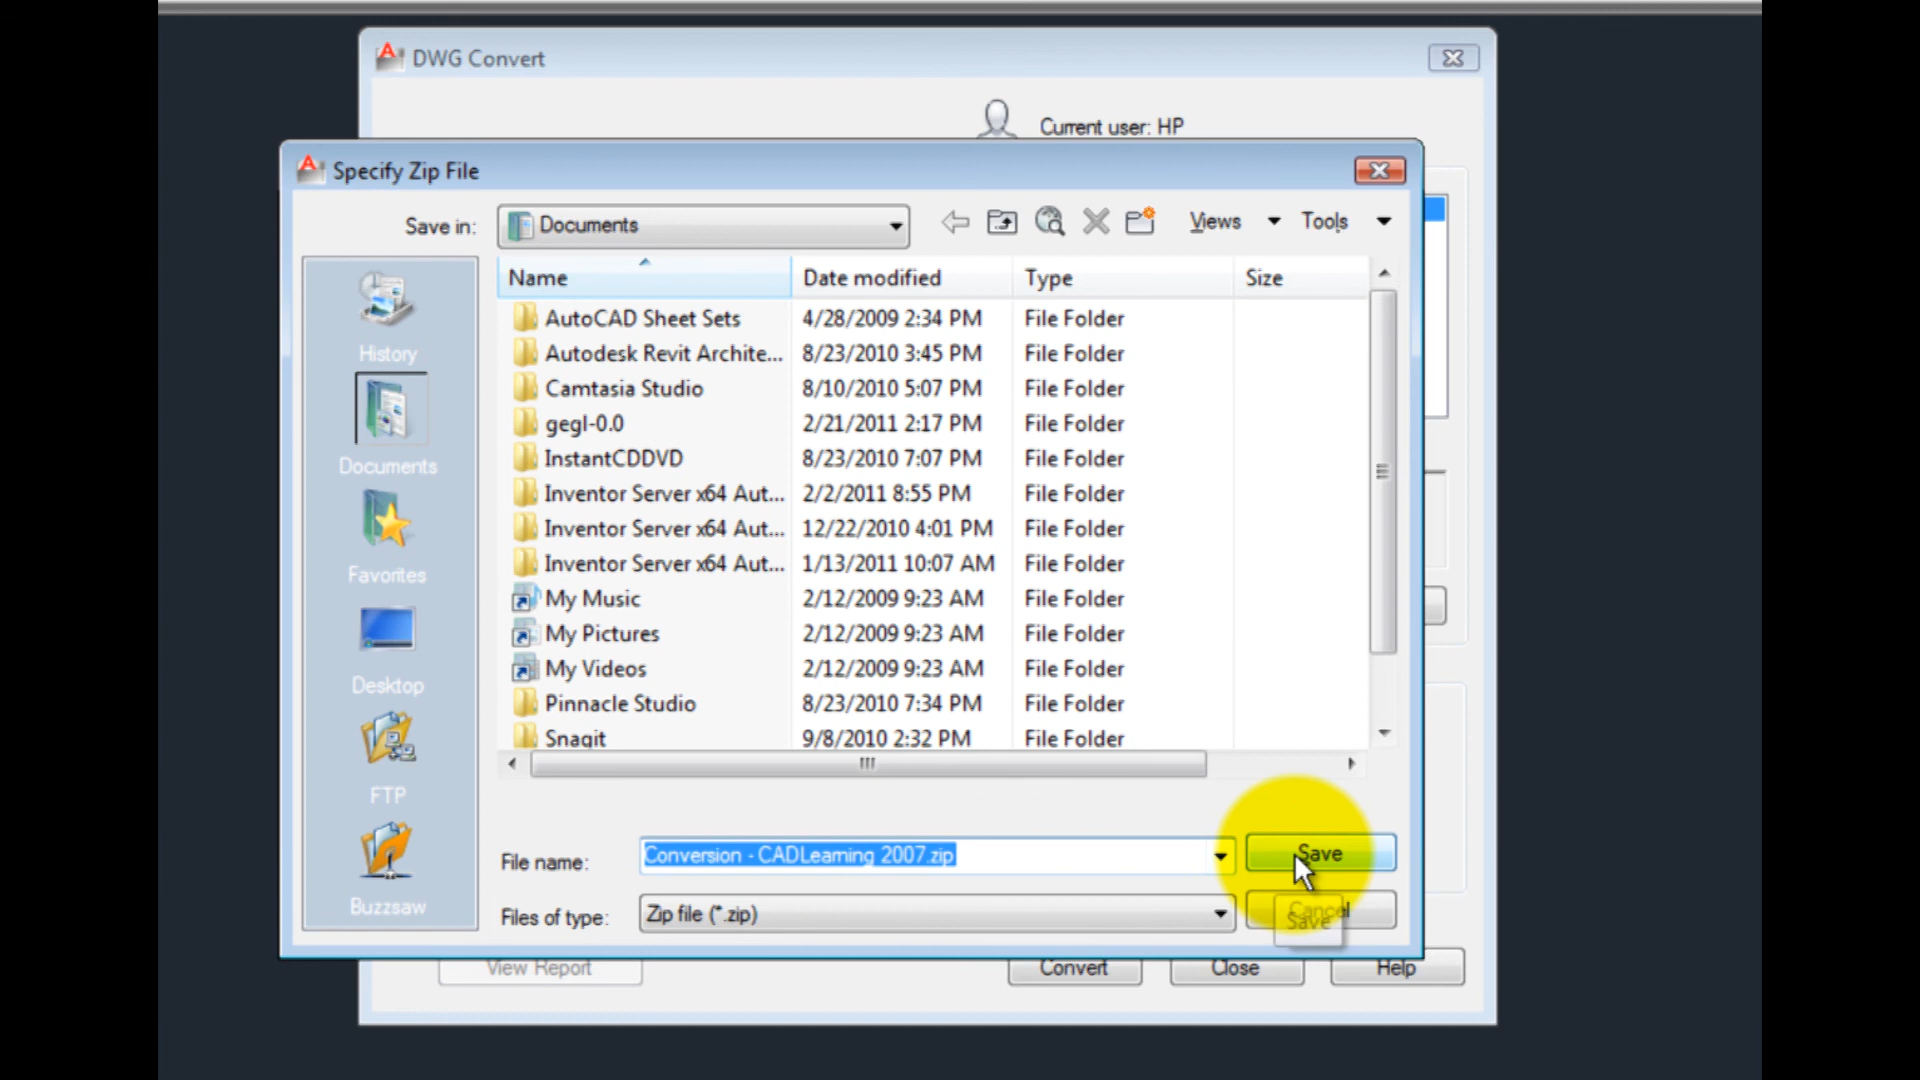 DWG Convert
Current user: HP
Specify Zip File
Save in: Documents Views Tools
Name Date modified Type Size
AutoCAD Sheet Sets 4/28/2009 2:34 PM File Folder
Autodesk Revit Archite... 8/23/2010 3:45 PM File Folder
Camtasia Studio 8/10/2010 5:07 PM File Folder
gegl-0.0 2/21/2011 2:17 PM File Folder
InstantCDDVD 8/23/2010 7:07 PM File Folder
Inventor Server x64 Aut... 2/2/2011 8:55 PM File Folder
Inventor Server x64 Aut... 12/22/2010 4:01 PM File Folder
Inventor Server x64 Aut... 1/13/2011 10:07 AM File Folder
My Music 2/12/2009 9:23 AM File Folder
My Pictures 2/12/2009 9:23 AM File Folder
My Videos 2/12/2009 9:23 AM File Folder
Pinnacle Studio 8/23/2010 7:34 PM File Folder
Snagit 9/8/2010 2:32 PM File Folder
History
Documents
Favorites
Desktop
FTP
Buzzsaw
File name: Conversion - CADLearning 2007.zip Save
Files of type: Zip file (*.zip) Cancel
Save
View Report Convert Close Help